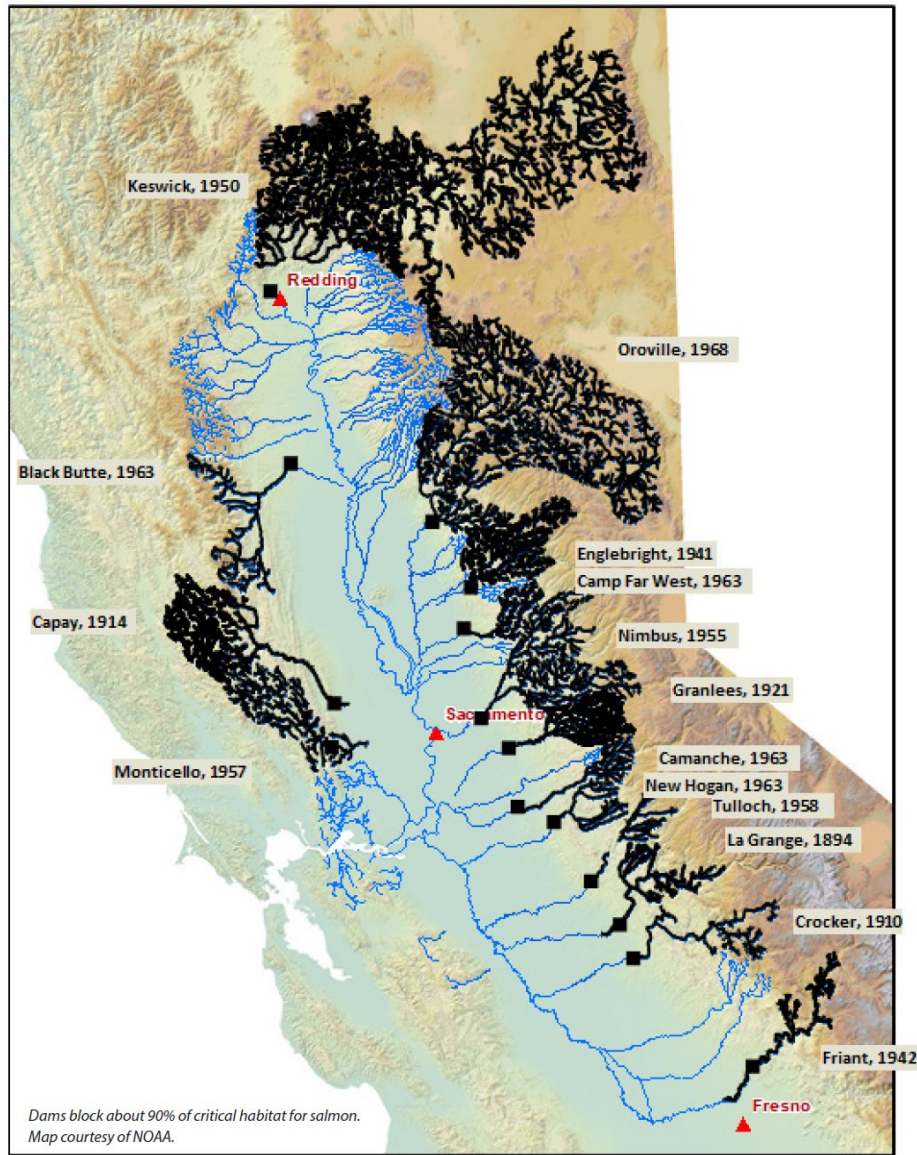 Keswick, 1950
Redding
Oroville, 1968
Black Butte, 1963
Englebright, 1941
Camp Far West, 1963
Capay, 1914
Nimbus, 1955
Granlees, 1921
Sacramento
Monticello, 1957
Camanche, 1963
New Hogan, 1963
Tulloch, 1958
La Grange, 1894
Crocker, 1910
Friant, 1942
Fresno
Dams block about 90% of critical habitat for salmon.
Map courtesy of NOAA.